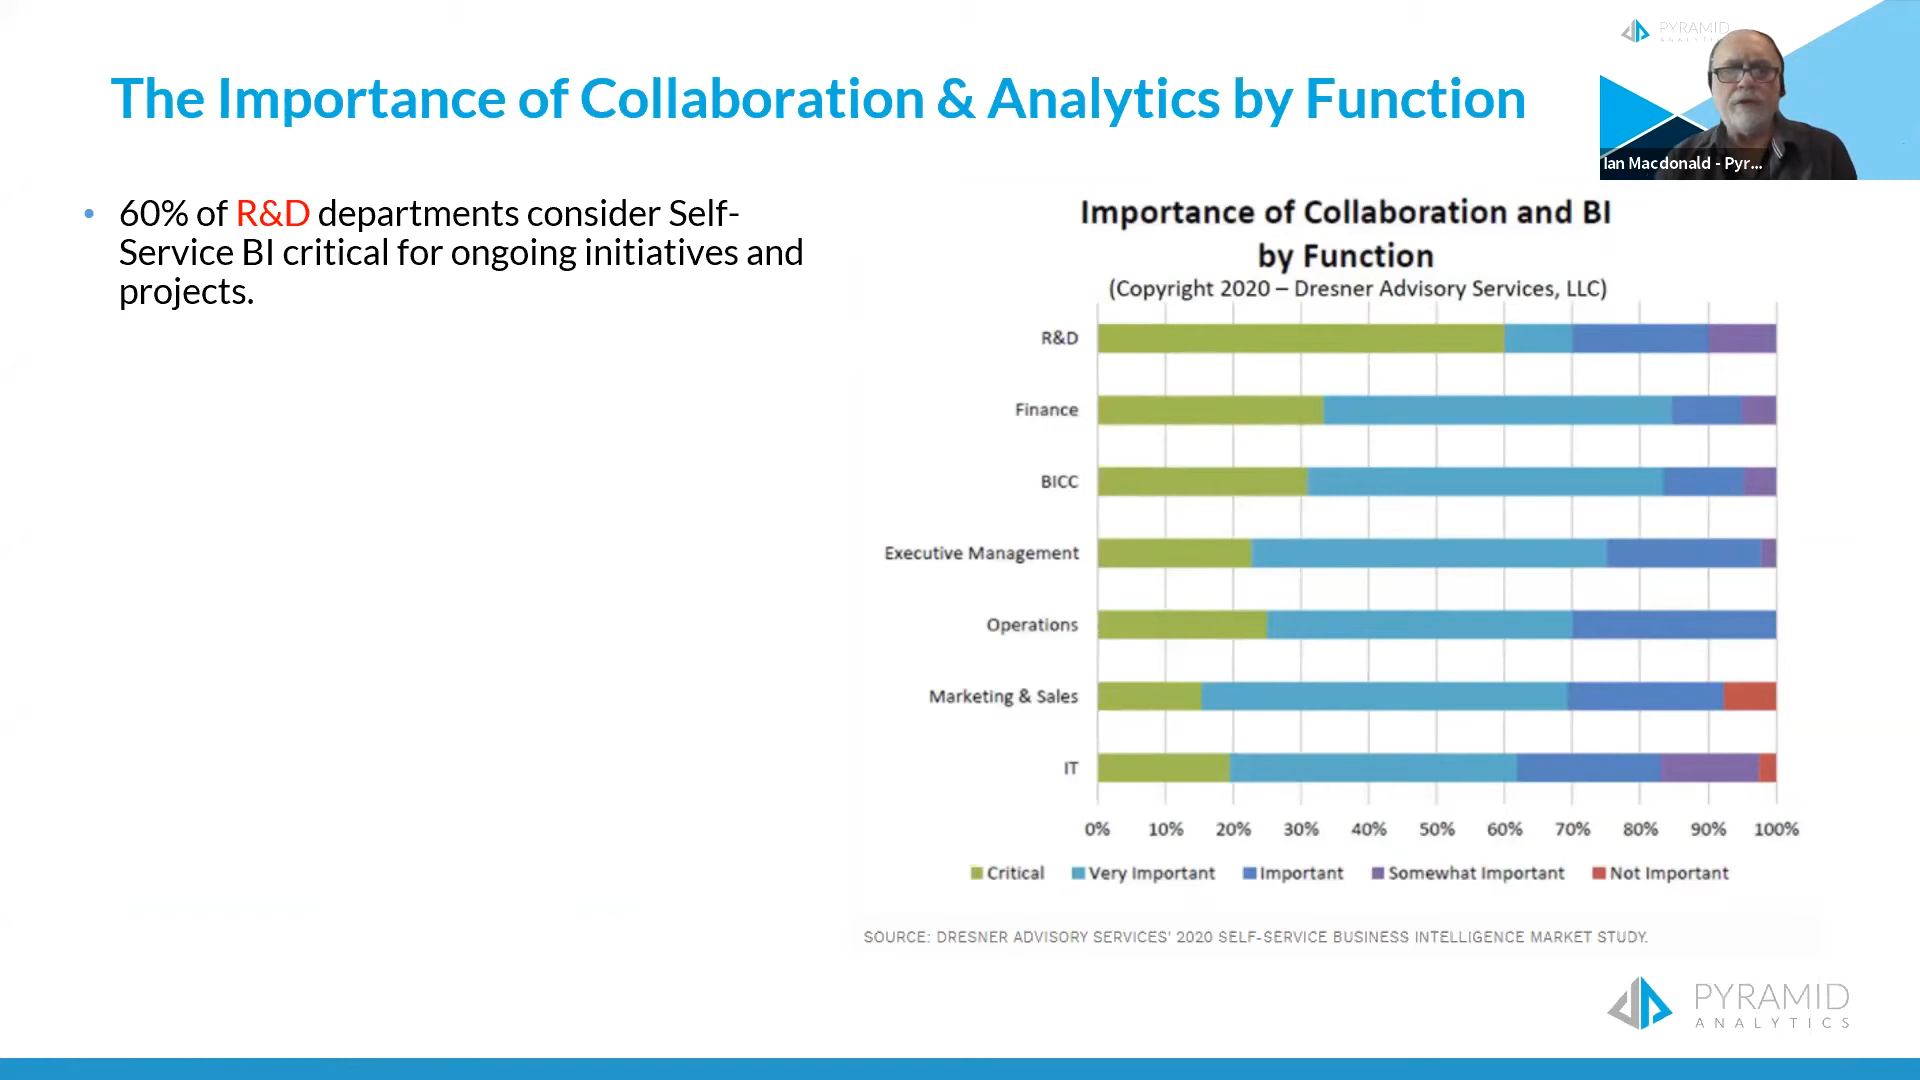 PYRAMID
The Importance of Collaboration & Analytics by Function
Ian Macdonald - Pyr...
• 60% of R&D departments consider Self-
Service BI critical for ongoing initiatives and
projects.
Importance of Collaboration and BI
by Function
(Copyright 2020 – Dresner Advisory Services, LLC)
R&D
Finance
BICC
Executive Management
Operations
Marketing & Sales
IT
0% 10% 20% 30% 40% 50% 60% 70% 80% 90% 100%
Critical Very Important Important Somewhat Important Not Important
SOURCE: DRESNER ADVISORY SERVICES' 2020 SELF-SERVICE BUSINESS INTELLIGENCE MARKET STUDY.
PYRAMID
ANALYTICS